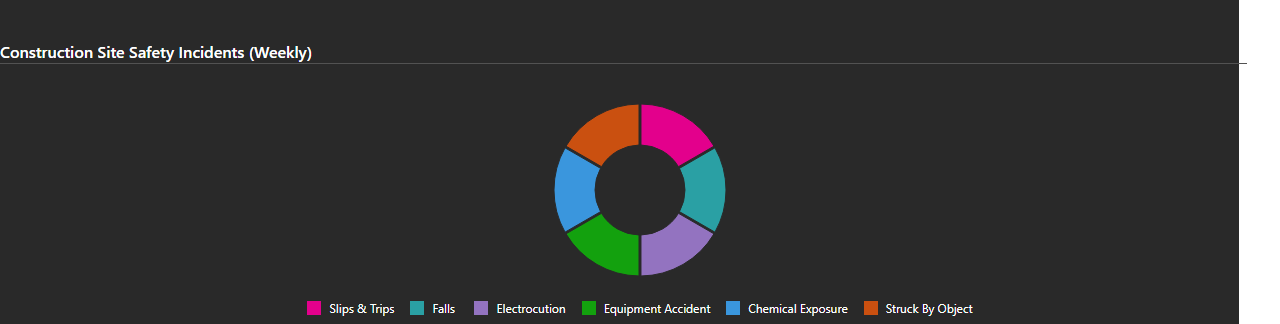 Construction Site Safety Incidents (Weekly)
Slips & Trips Falls Electrocution Equipment Accident Chemical Exposure Struck By Object